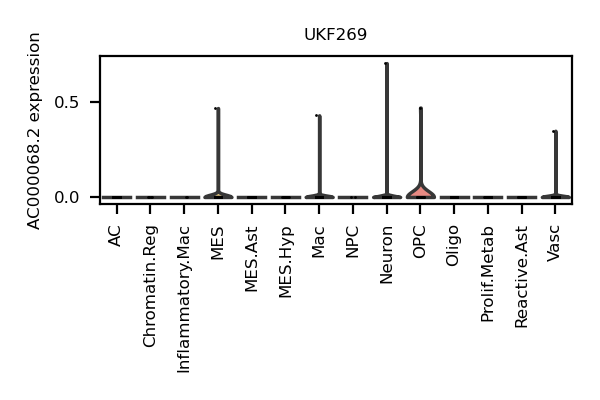 UKF269
AC000068.2 expression
0.5
0.0
AC
Chromatin.Reg
Inflammatory.Mac
MES
MES.Ast
MES.Hyp
Mac
NPC
Neuron
OPC
Oligo
Prolif.Metab
Reactive.Ast
Vasc